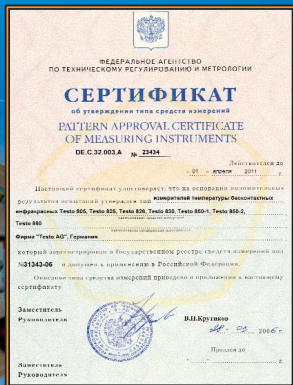 ФЕДЕРАЛЬНОЕ АГЕНТСТВО
ПО ТЕХНИЧЕСКОМУ РЕГУЛИРОВАНИЮ И МЕТРОЛОГИИ
СЕРТИФИКАТ
об утверждении типа средств измерений
PATTERN APPROVAL CERTIFICATE
OF MEASURING INSTRUMENTS
DE.C.32.003.A № 23434
Действителен до
01 апреля 2011 г.
Настоящий сертификат удостоверяет, что на основании положительных
результатов испытаний утвержден тип измерителей температуры бесконтактных
инфракрасных Testo 805, Testo 825, Testo 826, Testo 830, Testo 850-1, Testo 850-2,
Testo 860
Фирма "Testo AG", Германия
который зарегистрирован в Государственном реестре средств измерений под
№31343-06 и допущен к применению в Российской Федерации.
Описание типа средства измерений приведено в приложении к настоящему
сертификату.
Заместитель
Руководителя
В.Н.Крутиков
2006 г.
Продлен до
Заместитель
Руководителя